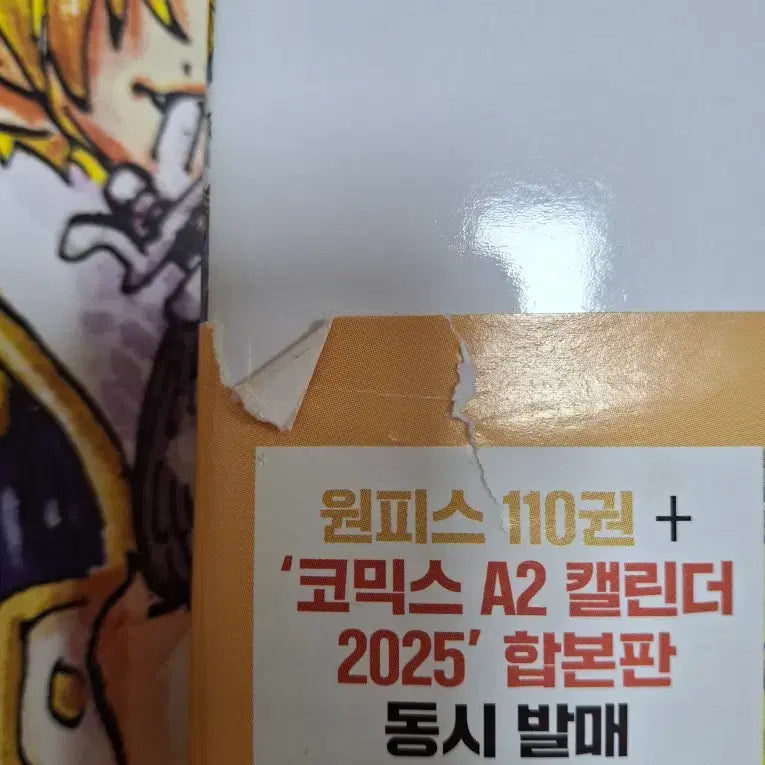 원피스 110권 +
‘코믹스 A2 캘린더
2025’ 합본판
동시 발매